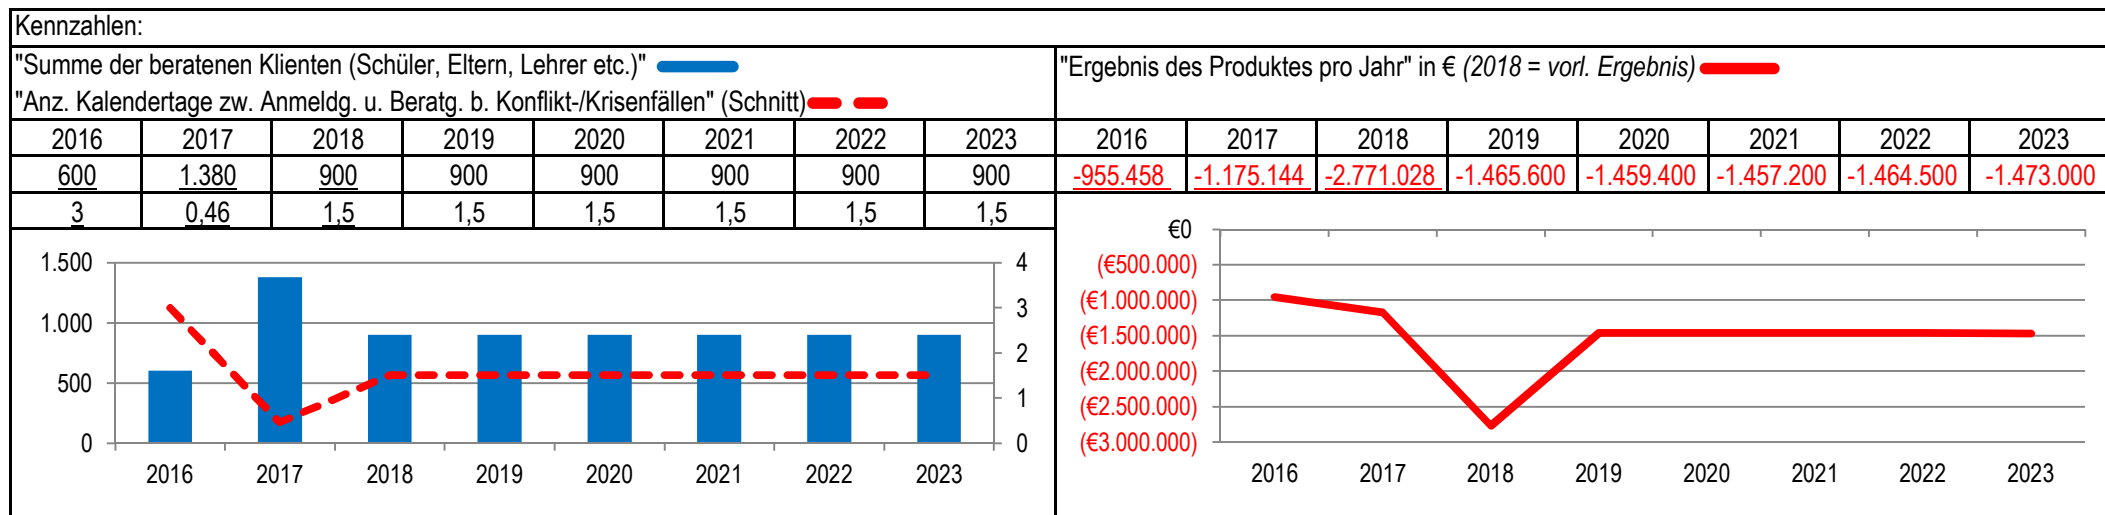 Kennzahlen:
"Summe der beratenen Klienten (Schüler, Eltern, Lehrer etc.)"
"Anz. Kalendertage zw. Anmeldg. u. Beratg. b. Konflikt-/Krisenfällen" (Schnitt)
2016 2017 2018 2019 2020 2021 2022 2023
600 1.380 900 900 900 900 900 900
3 0,46 1,5 1,5 1,5 1,5 1,5 1,5
1.500
1.000
500
0
4
3
2
1
0
2016 2017 2018 2019 2020 2021 2022 2023
"Ergebnis des Produktes pro Jahr" in € (2018 = vorl. Ergebnis)
2016 2017 2018 2019 2020 2021 2022 2023
-955.458 -1.175.144 -2.771.028 -1.465.600 -1.459.400 -1.457.200 -1.464.500 -1.473.000
€0
(€500.000)
(€1.000.000)
(€1.500.000)
(€2.000.000)
(€2.500.000)
(€3.000.000)
2016 2017 2018 2019 2020 2021 2022 2023